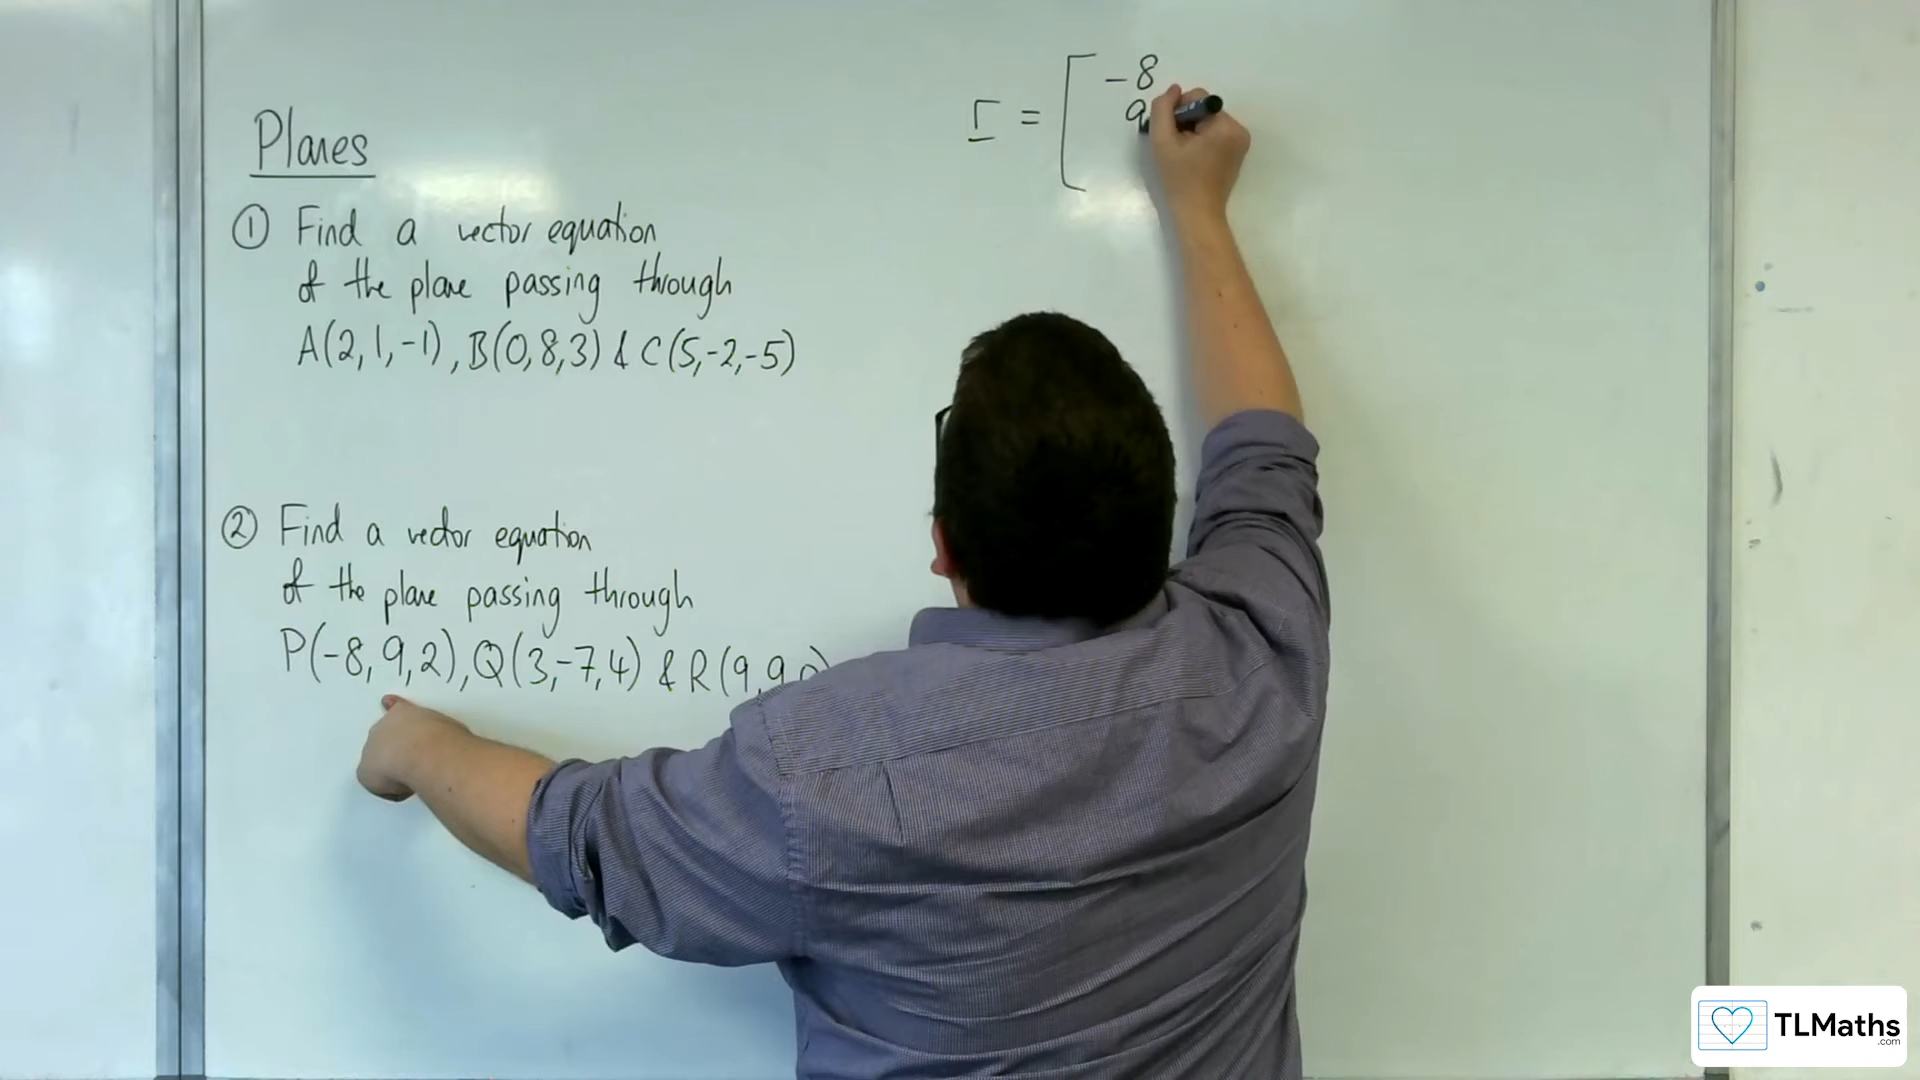 Planes
① Find a vector equation
of the plane passing through
A(2,1,-1), B(0,8,3) & C(5,-2,-5)
② Find a vector equation
of the plane passing through
P(-8,9,2), Q(3,-7,4) & R(9,9,
r = [ -8
9
TLMaths
.com